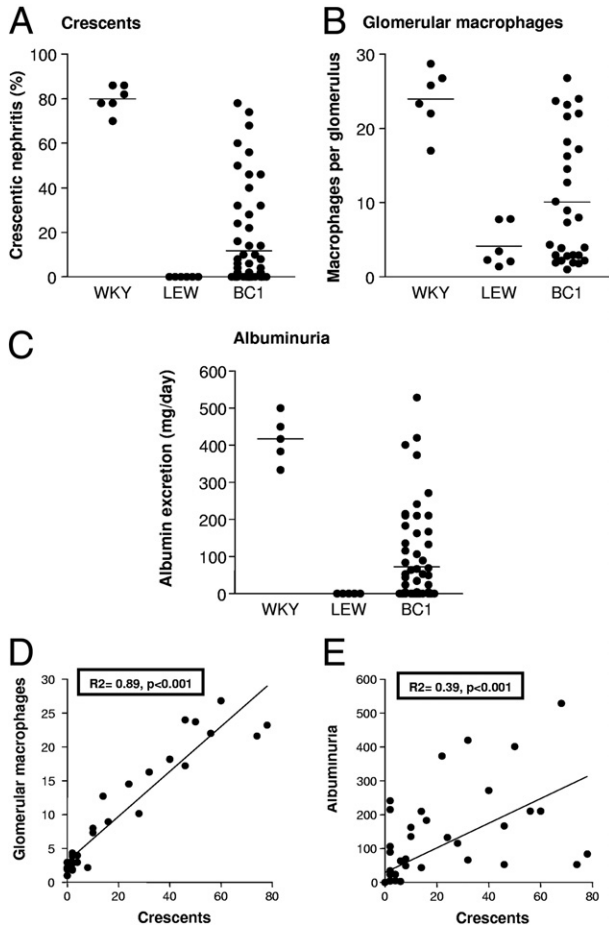 A
Crescents
Crescentic nephritis (%)
100
80
60
40
20
0
WKY LEW BC1
B
Glomerular macrophages
Macrophages per glomerulus
30
20
10
0
WKY LEW BC1
C
Albuminuria
Albumin excretion (mg/day)
600
500
400
300
200
100
0
WKY LEW BC1
D
R2= 0.89, p<0.001
Glomerular macrophages
30
25
20
15
10
5
0 20 40 60 80
Crescents
E
R2= 0.39, p<0.001
Albuminuria
600
500
400
300
200
100
0
0 20 40 60 80
Crescents